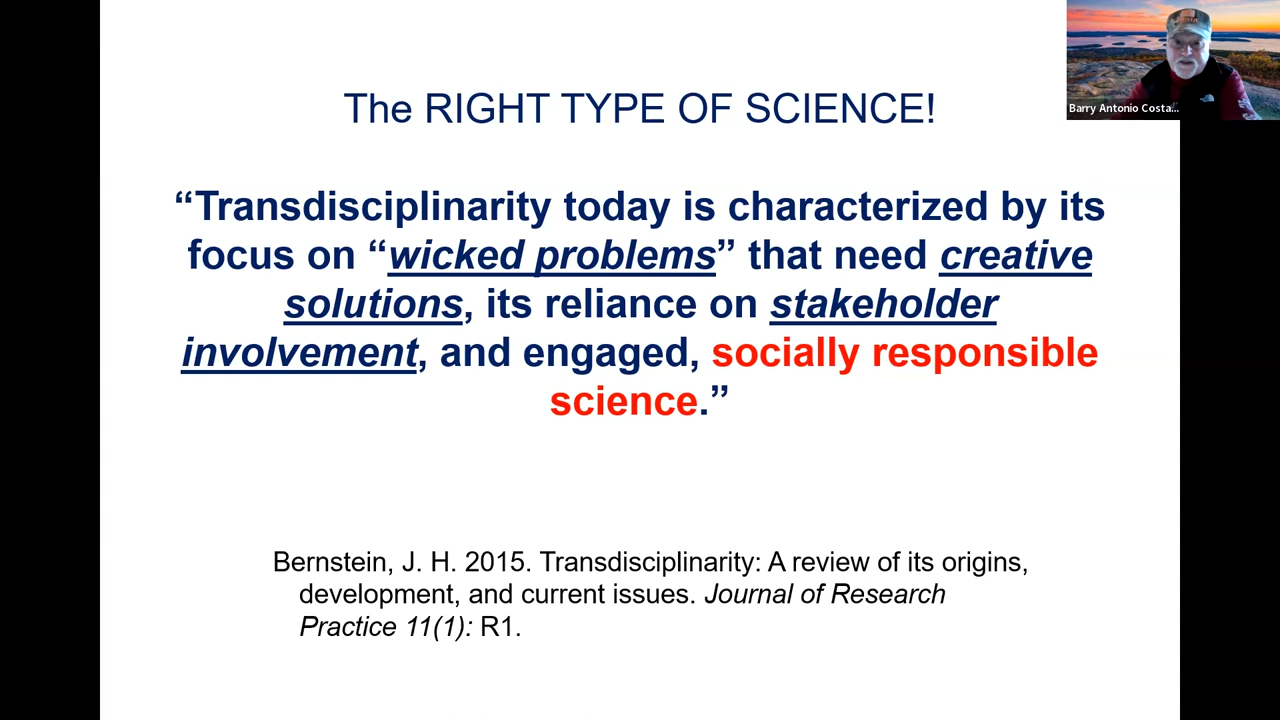 The RIGHT TYPE OF SCIENCE!
“Transdisciplinarity today is characterized by its
focus on “wicked problems” that need creative
solutions, its reliance on stakeholder
involvement, and engaged, socially responsible
science.”
Bernstein, J. H. 2015. Transdisciplinarity: A review of its origins,
development, and current issues. Journal of Research
Practice 11(1): R1.
Barry Antonio Costa...